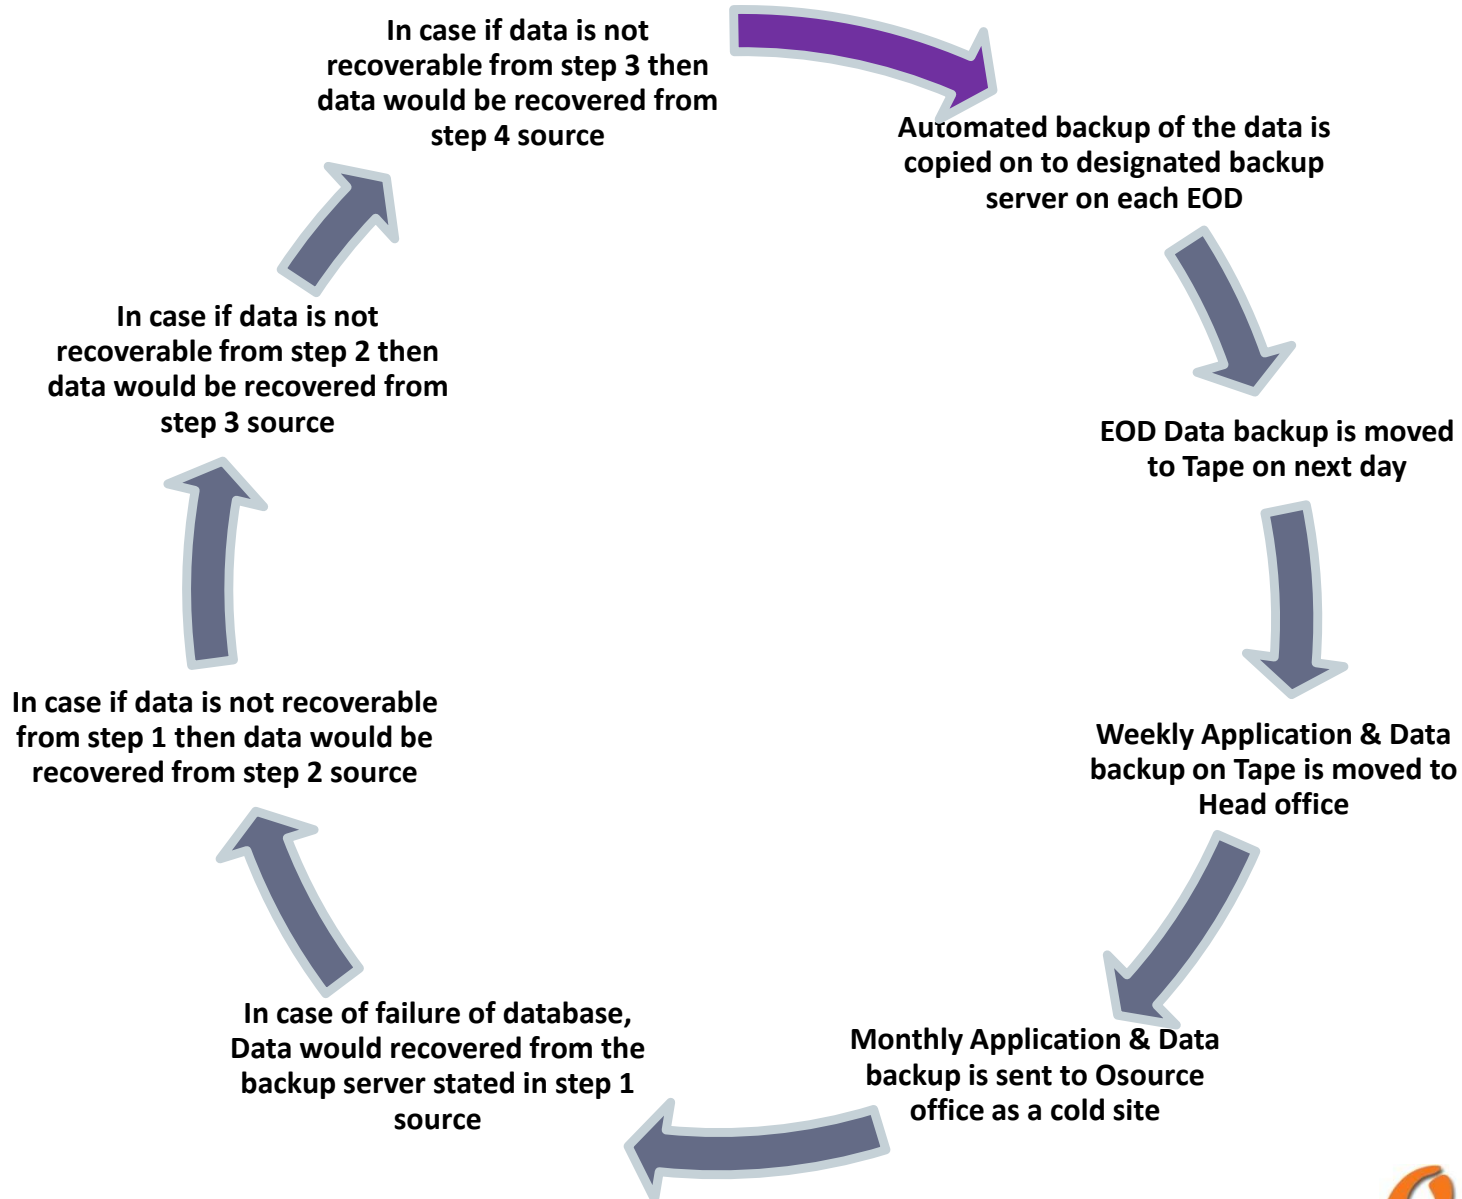 In case if data is not
recoverable from step 3 then
data would be recovered from
step 4 source
Automated backup of the data is
copied on to designated backup
server on each EOD
EOD Data backup is moved
to Tape on next day
Weekly Application & Data
backup on Tape is moved to
Head office
Monthly Application & Data
backup is sent to Osource
office as a cold site
In case of failure of database,
Data would recovered from the
backup server stated in step 1
source
In case if data is not recoverable
from step 1 then data would be
recovered from step 2 source
In case if data is not
recoverable from step 2 then
data would be recovered from
step 3 source